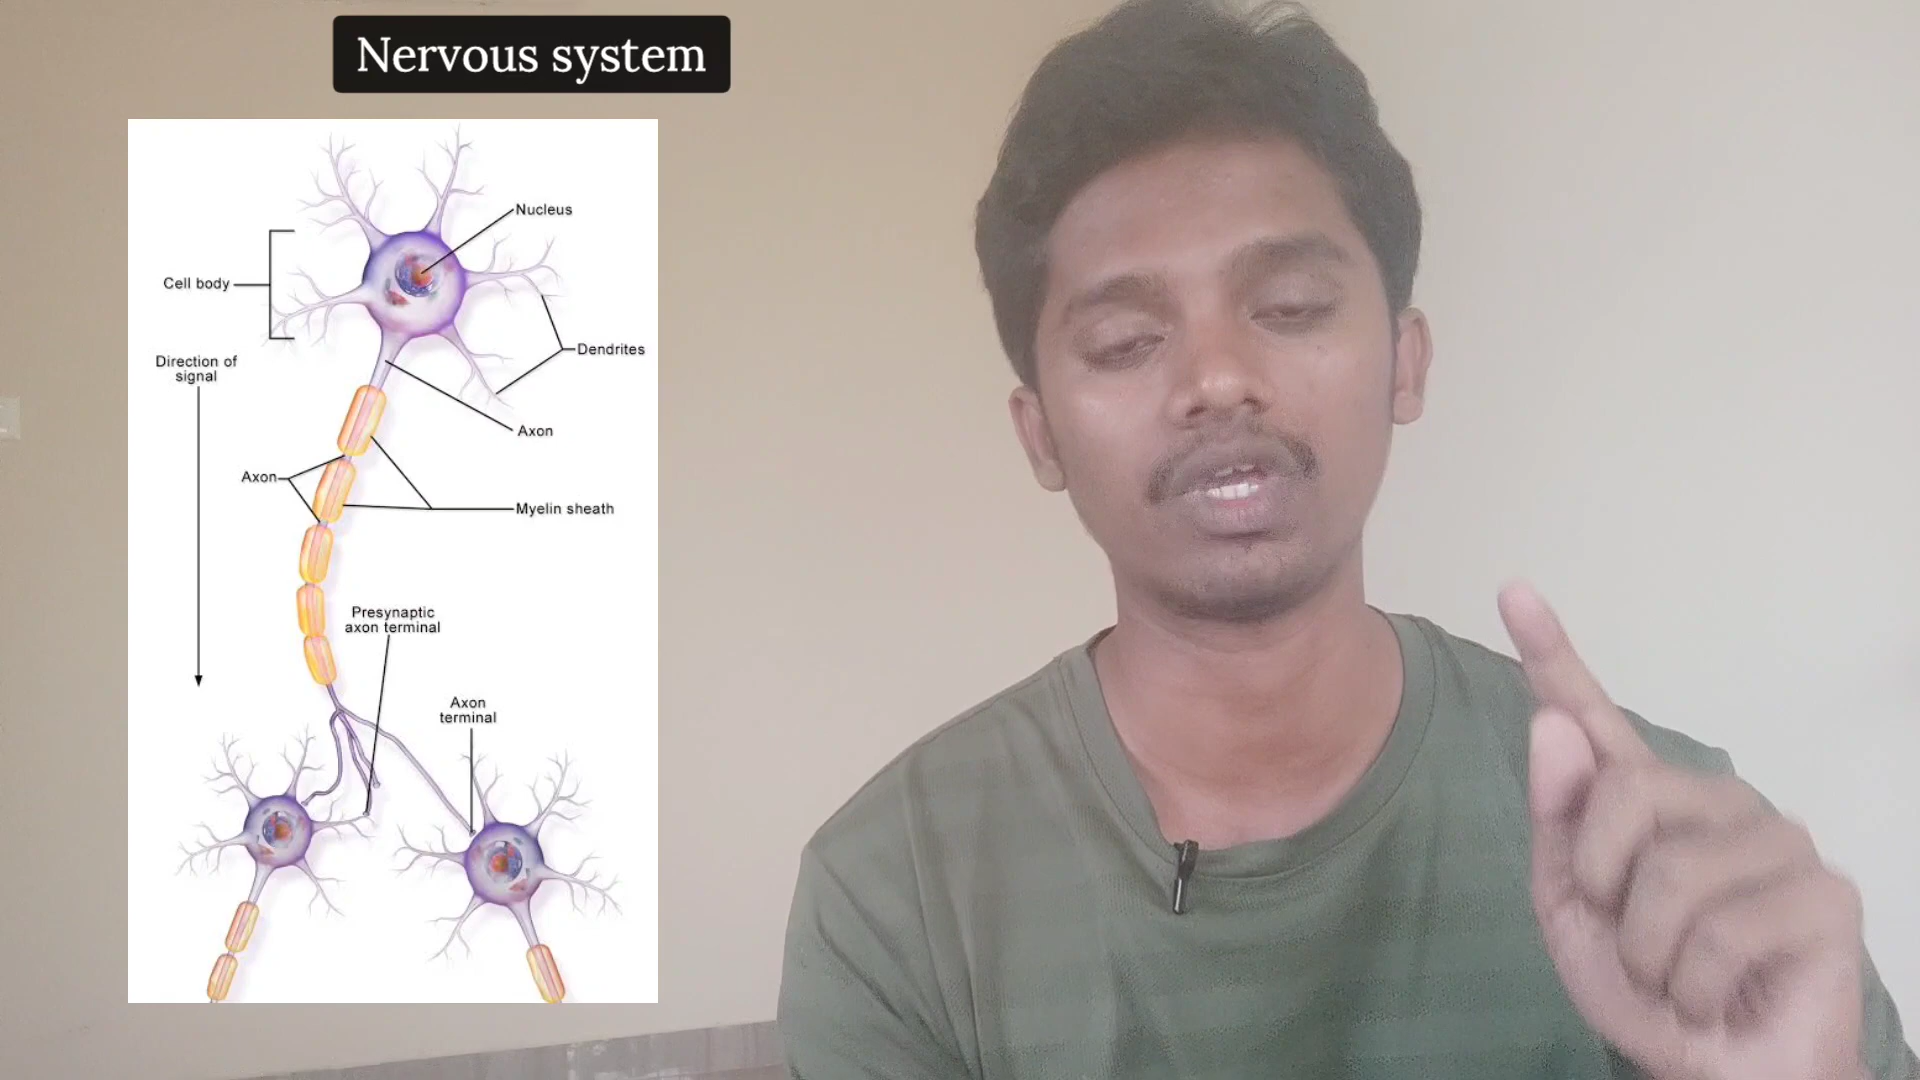 Nervous system
Nucleus
Cell body
Direction of
signal
Dendrites
Axon
Axon
Myelin sheath
Presynaptic
axon terminal
Axon
terminal